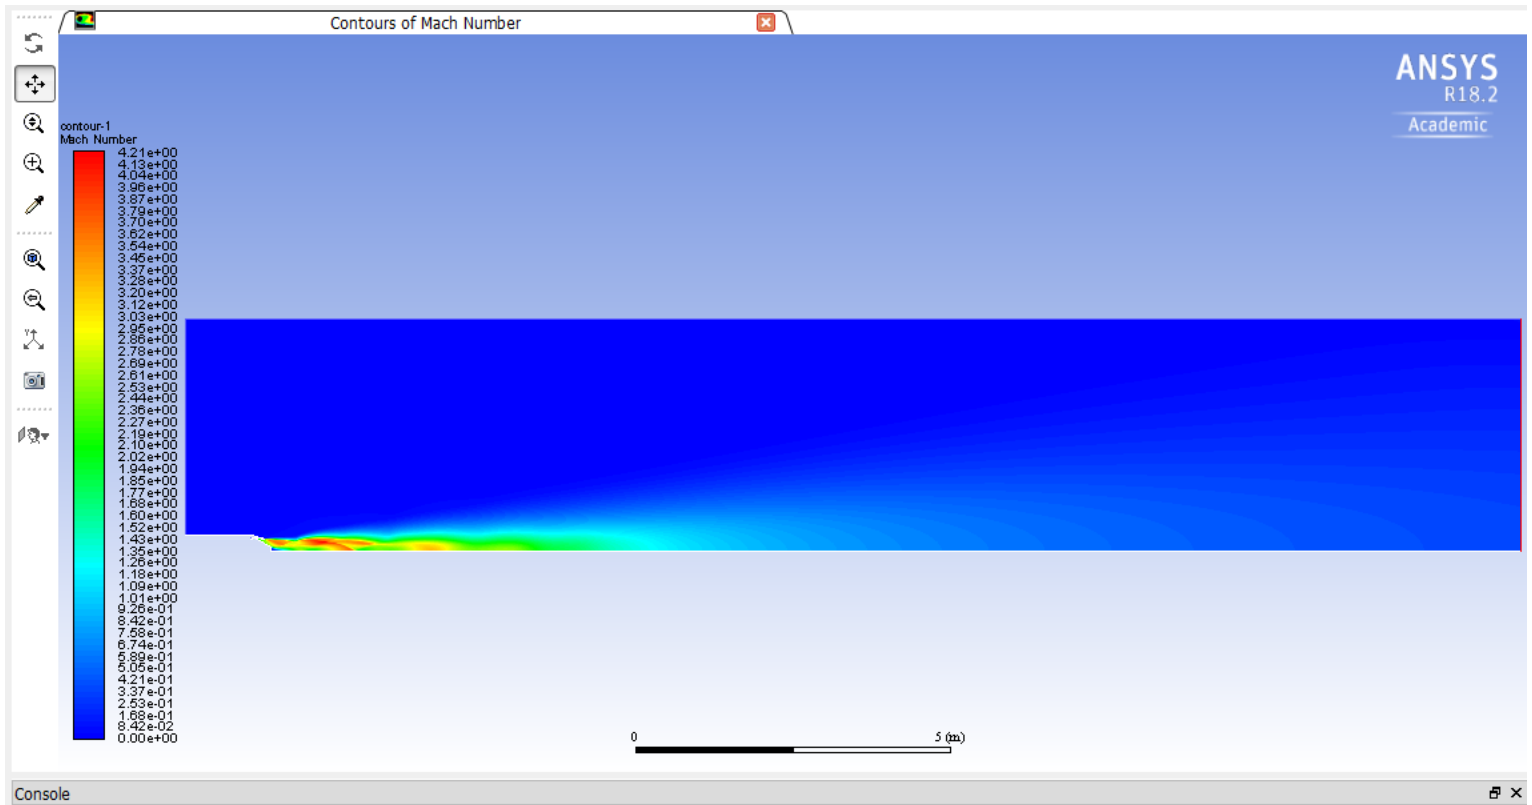 Contours of Mach Number
ANSYS
R18.2
Academic
contour-1
Mach Number
4.21e+00
4.13e+00
4.04e+00
3.96e+00
3.87e+00
3.79e+00
3.70e+00
3.62e+00
3.54e+00
3.45e+00
3.37e+00
3.28e+00
3.20e+00
3.12e+00
3.03e+00
2.95e+00
2.86e+00
2.78e+00
2.69e+00
2.61e+00
2.53e+00
2.44e+00
2.36e+00
2.27e+00
2.19e+00
2.10e+00
2.02e+00
1.94e+00
1.85e+00
1.77e+00
1.68e+00
1.60e+00
1.52e+00
1.43e+00
1.35e+00
1.26e+00
1.18e+00
1.09e+00
1.01e+00
9.26e-01
8.42e-01
7.58e-01
6.74e-01
5.89e-01
5.05e-01
4.21e-01
3.37e-01
2.53e-01
1.68e-01
8.42e-02
0.00e+00
0 5 (m)
Console